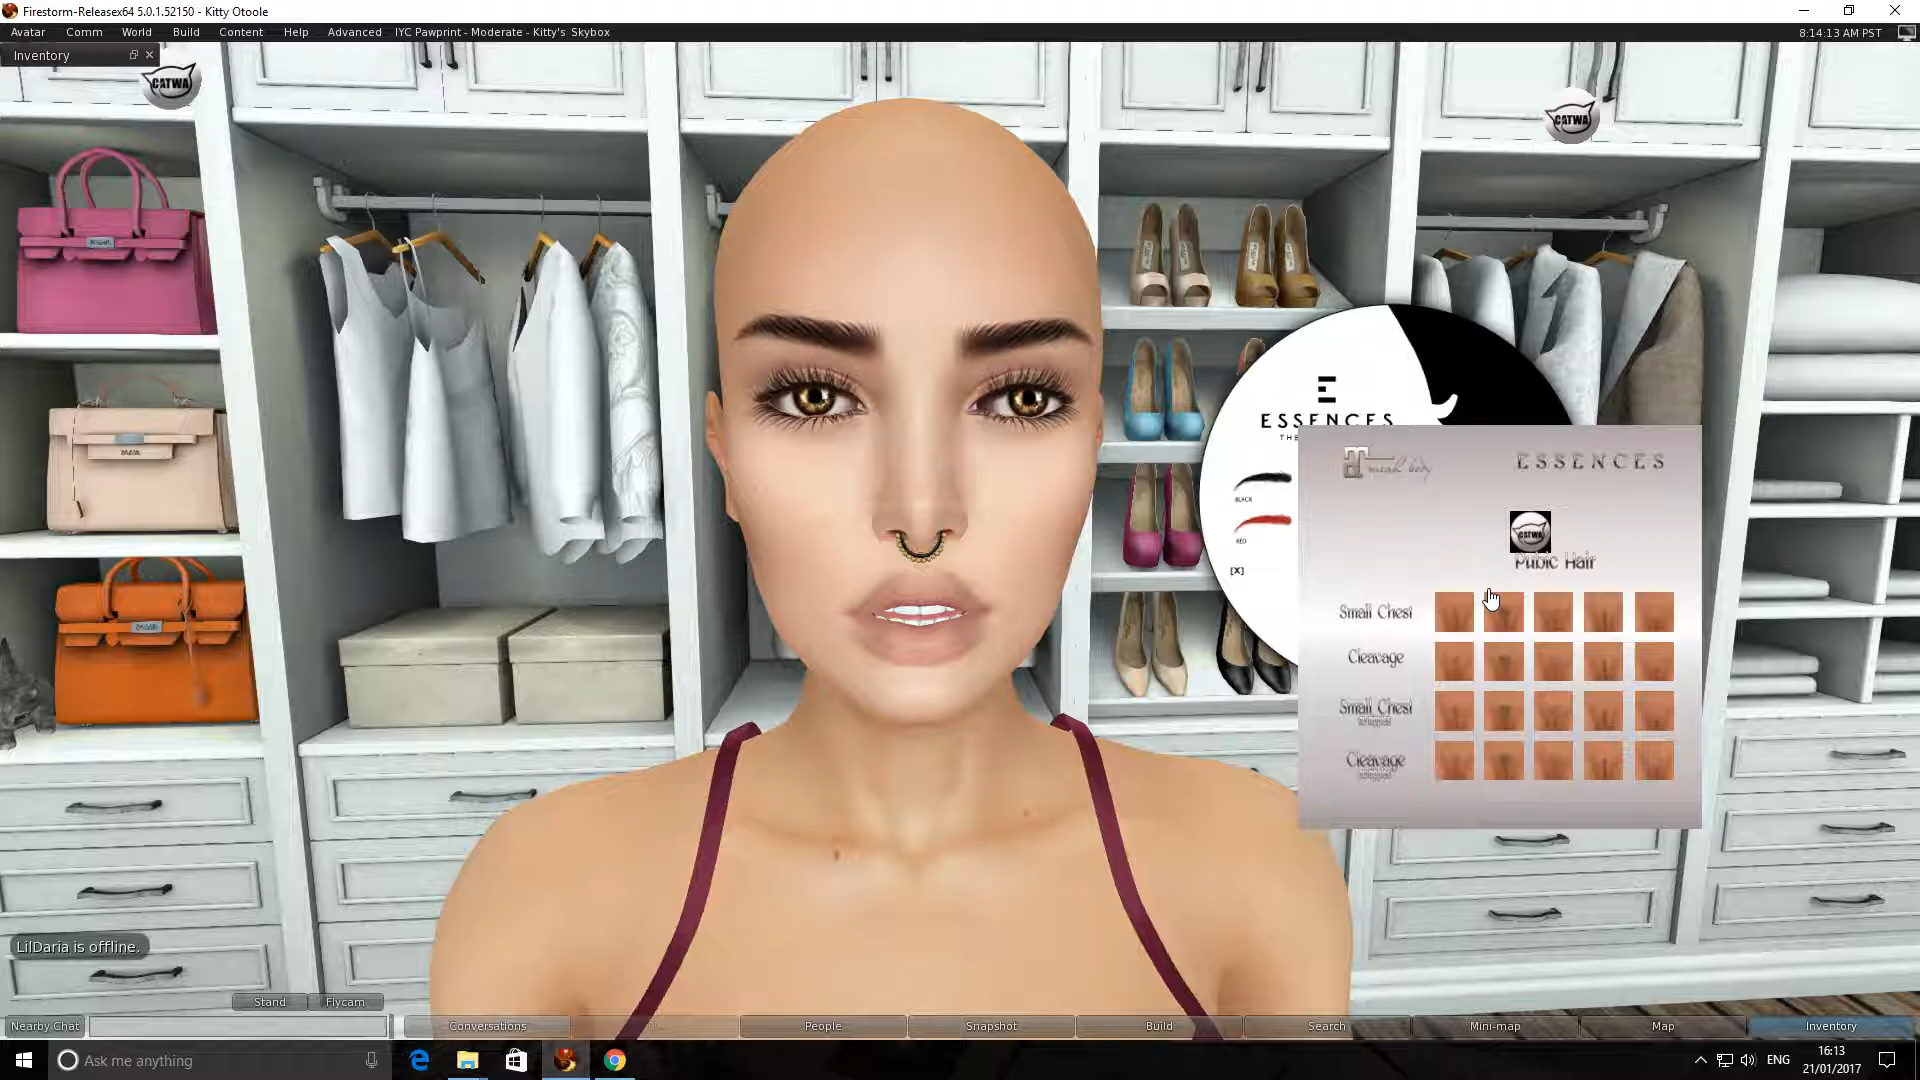 Firestorm-Releasex64 5.0.1.52150 - Kitty Otoole
Avatar Comm World Build Content Help Advanced IYC Pawprint - Moderate - Kitty's Skybox
8:14:13 AM PST
Inventory
CATWA
CATWA
E
ESSENCES
BLACK
RED
[X]
ESSENCES
CATWA
Pubic Hair
Small Chest
Cleavage
Small Chest
Cleavage
LilDaria is offline.
Stand Flycam
Nearby Chat Conversations People Snapshot Build Search Mini-map Map Inventory
Ask me anything
ENG
16:13
21/01/2017